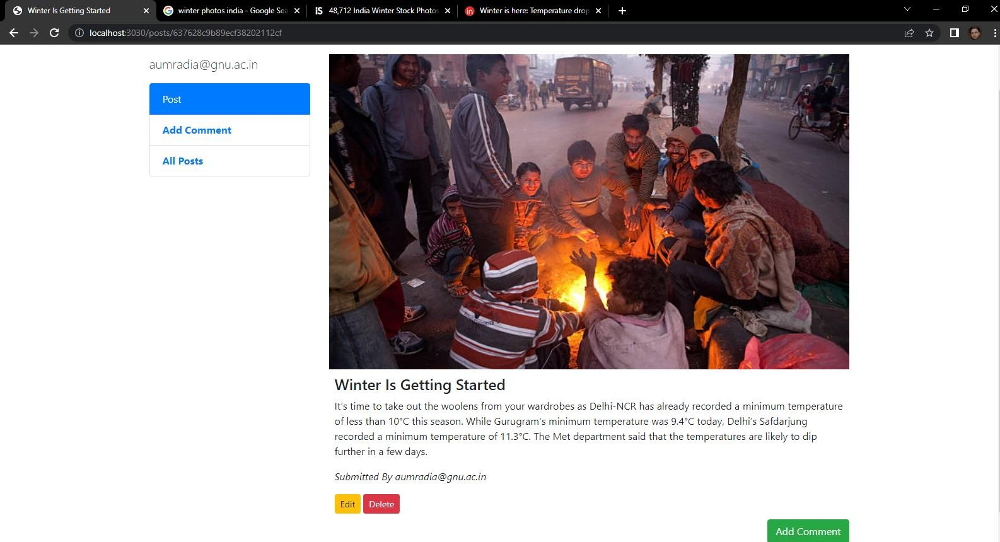 Winter Is Getting Started
winter photos india - Google Sea
48,712 India Winter Stock Photos
Winter is here: Temperature drop
localhost:3030/posts/637628c9b89ecf38202112cf
aumradia@gnu.ac.in
Post
Add Comment
All Posts
Winter Is Getting Started
It's time to take out the woolens from your wardrobes as Delhi-NCR has already recorded a minimum temperature
of less than 10°C this season. While Gurugram's minimum temperature was 9.4°C today, Delhi's Safdarjung
recorded a minimum temperature of 11.3°C. The Met department said that the temperatures are likely to dip
further in a few days.
Submitted By aumradia@gnu.ac.in
Edit Delete
Add Comment